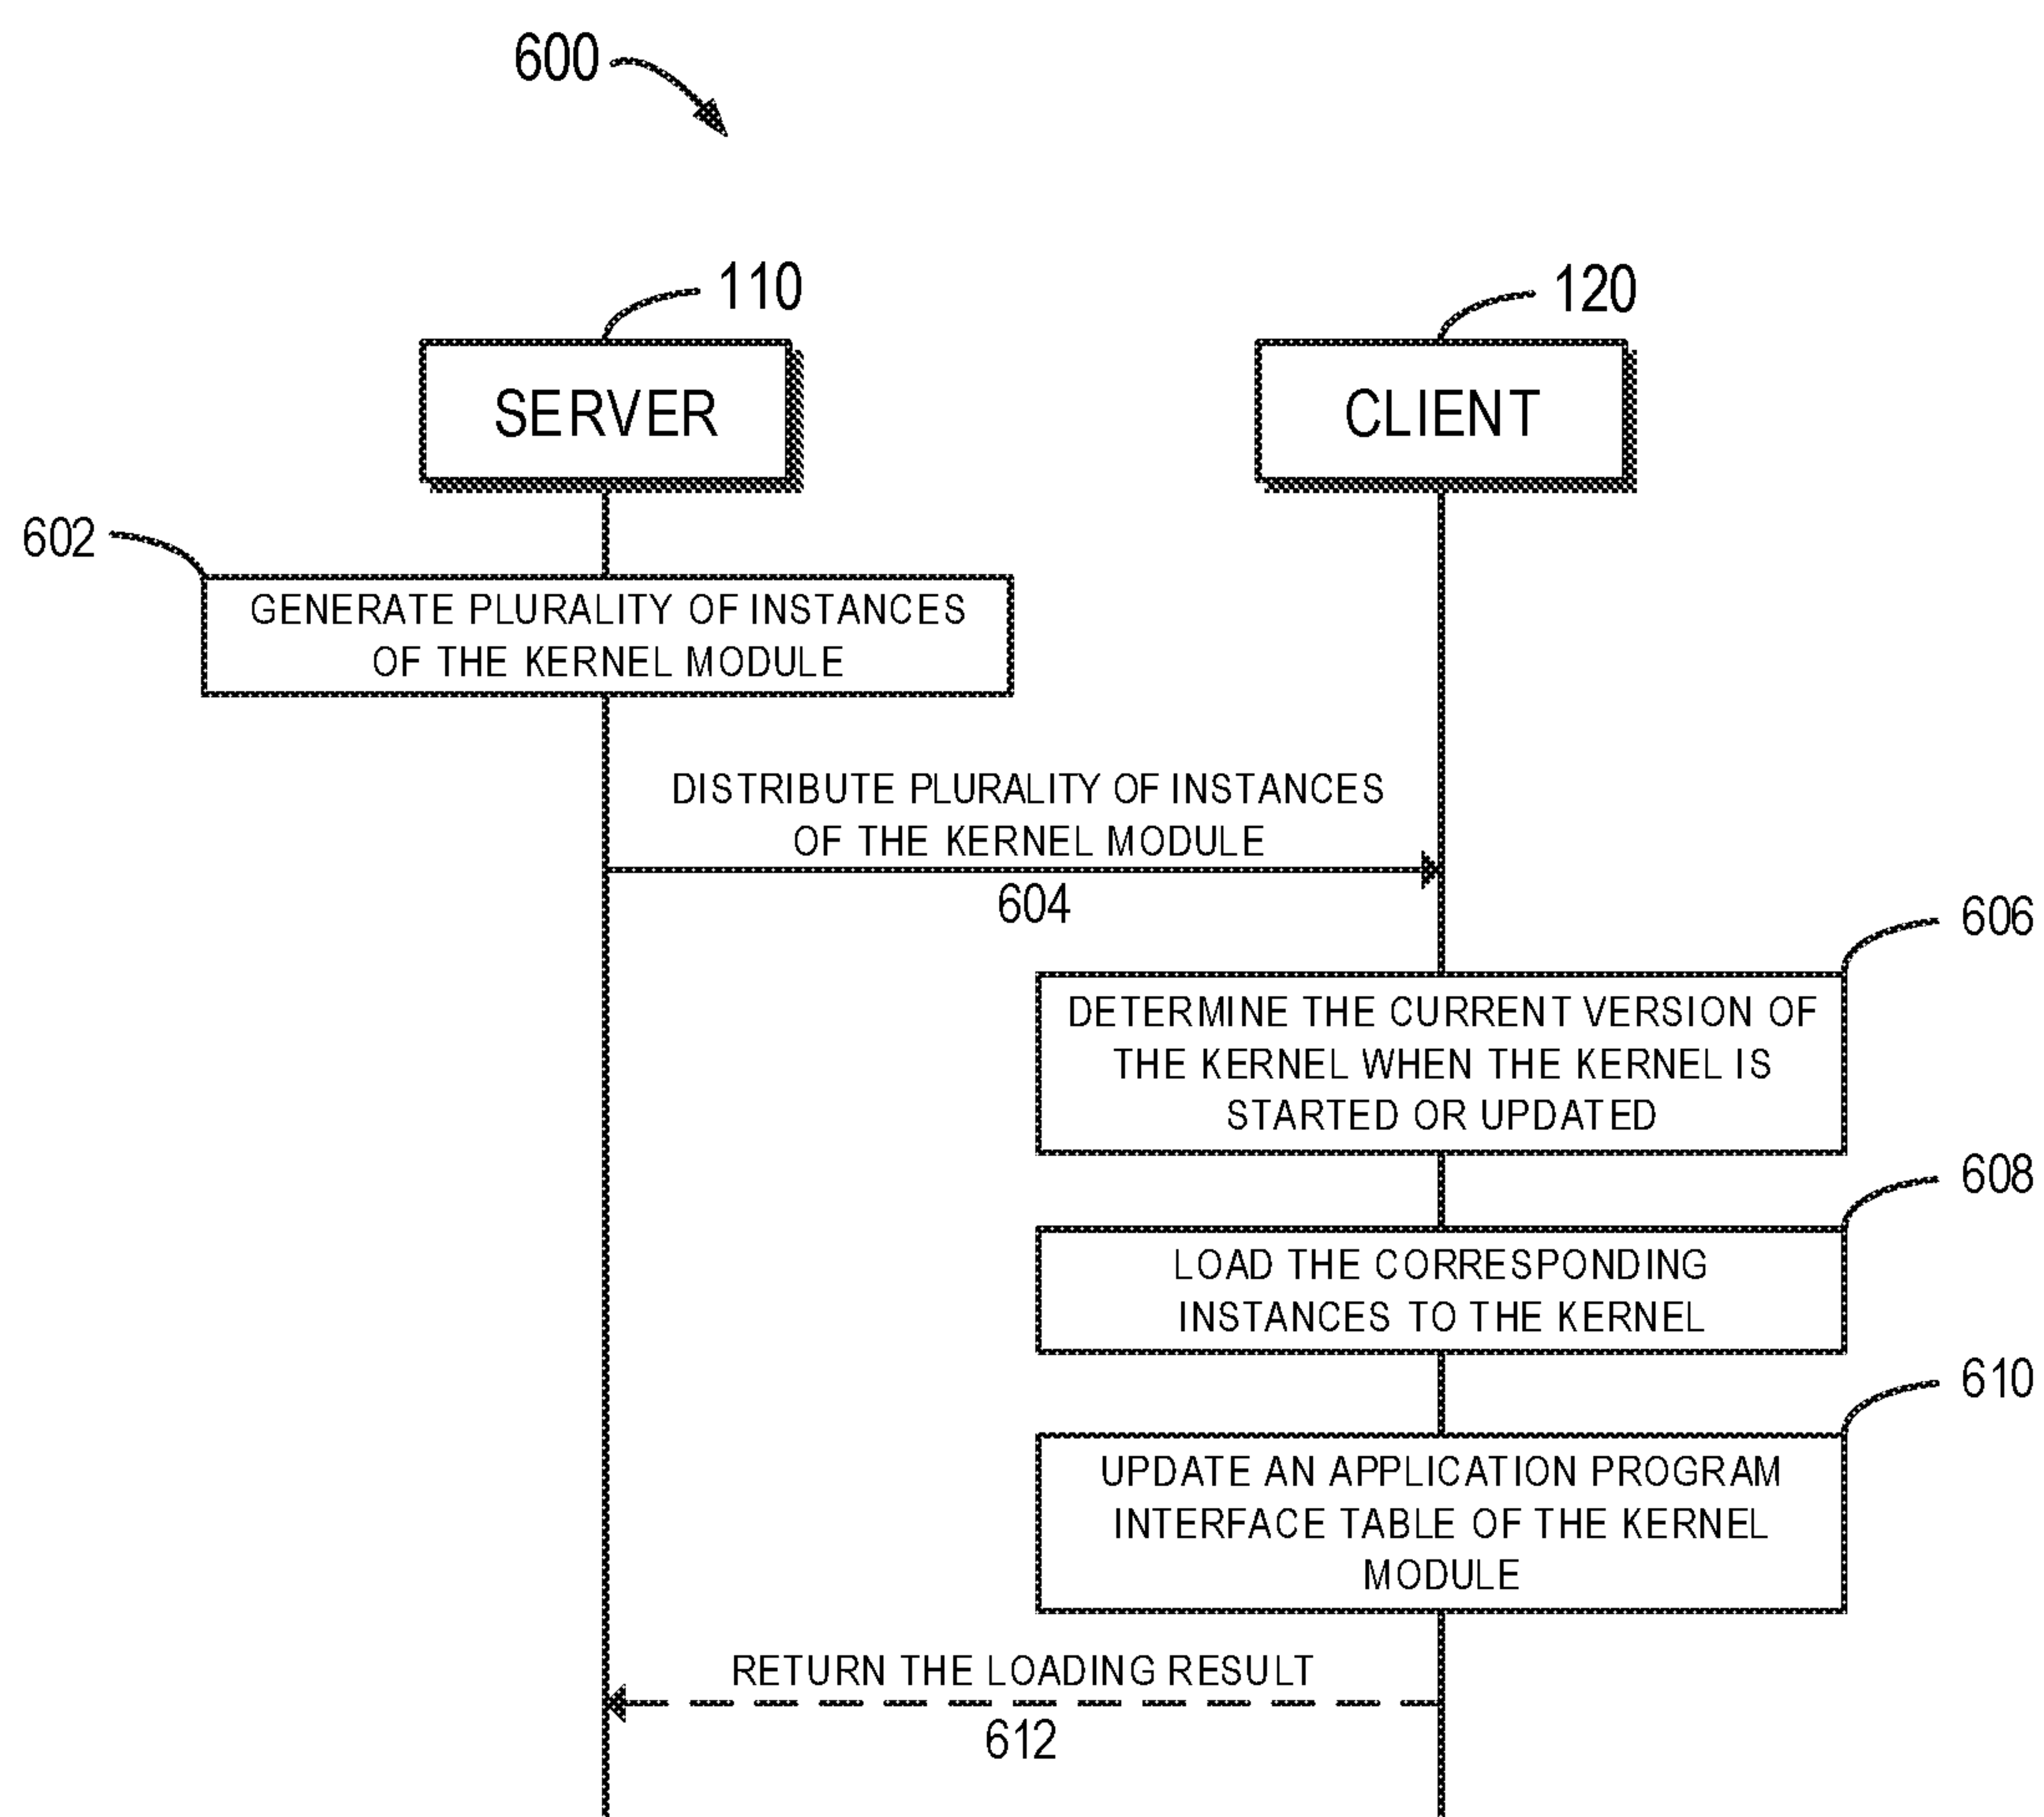 600
110
120
SERVER
CLIENT
602
GENERATE PLURALITY OF INSTANCES
OF THE KERNEL MODULE
DISTRIBUTE PLURALITY OF INSTANCES
OF THE KERNEL MODULE
604
606
DETERMINE THE CURRENT VERSION OF
THE KERNEL WHEN THE KERNEL IS
STARTED OR UPDATED
608
LOAD THE CORRESPONDING
INSTANCES TO THE KERNEL
610
UPDATE AN APPLICATION PROGRAM
INTERFACE TABLE OF THE KERNEL
MODULE
RETURN THE LOADING RESULT
612